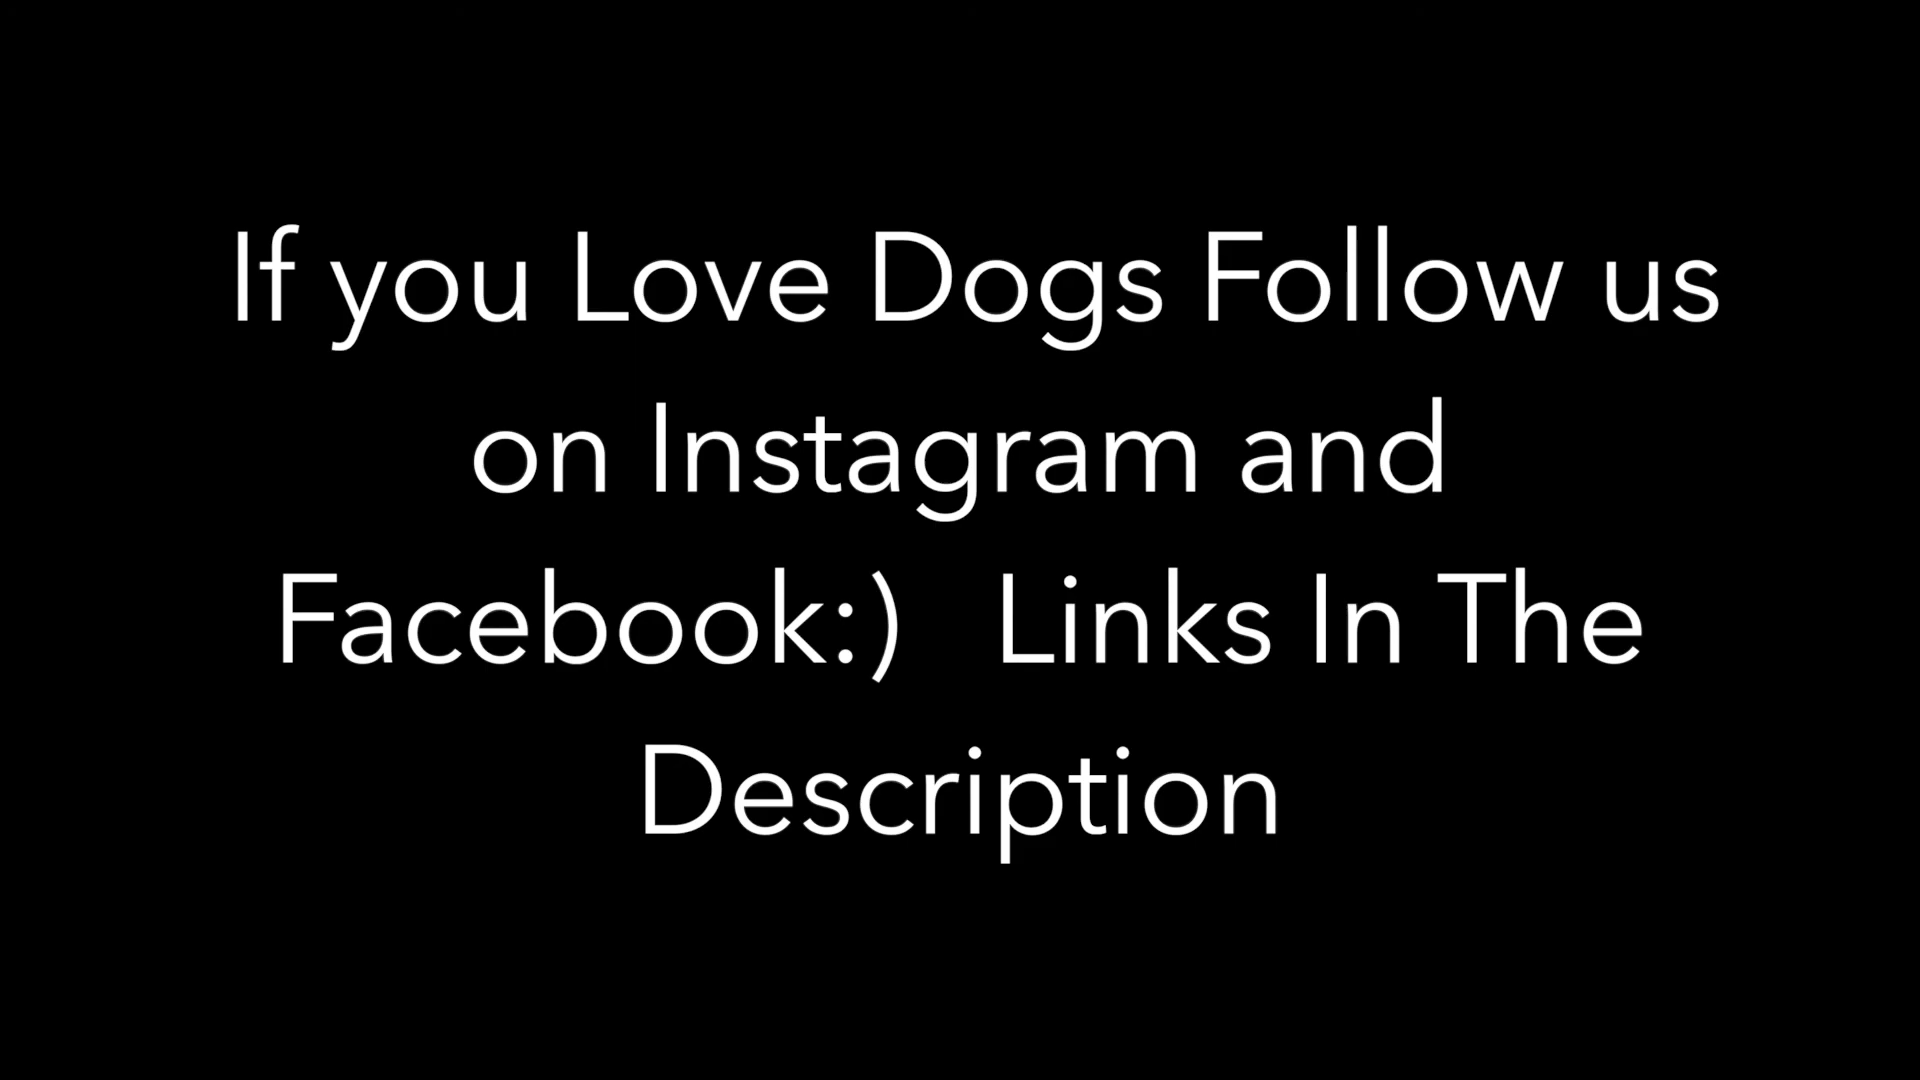 If you Love Dogs Follow us
on Instagram and
Facebook:)  Links In The
Description